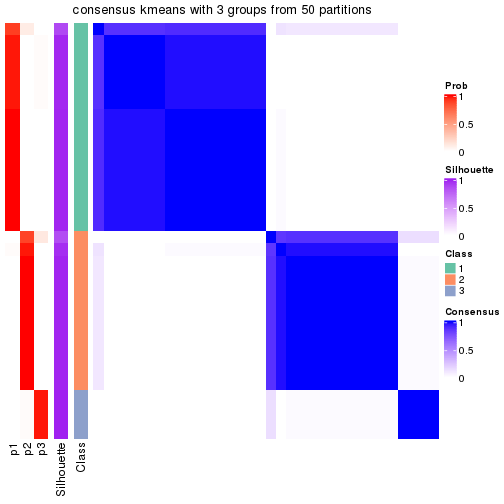 consensus kmeans with 3 groups from 50 partitions
Prob
1
0.5
0
Silhouette
1
0.5
0
Class
1
2
3
Consensus
1
0.5
0
p1
p2
p3
Silhouette
Class